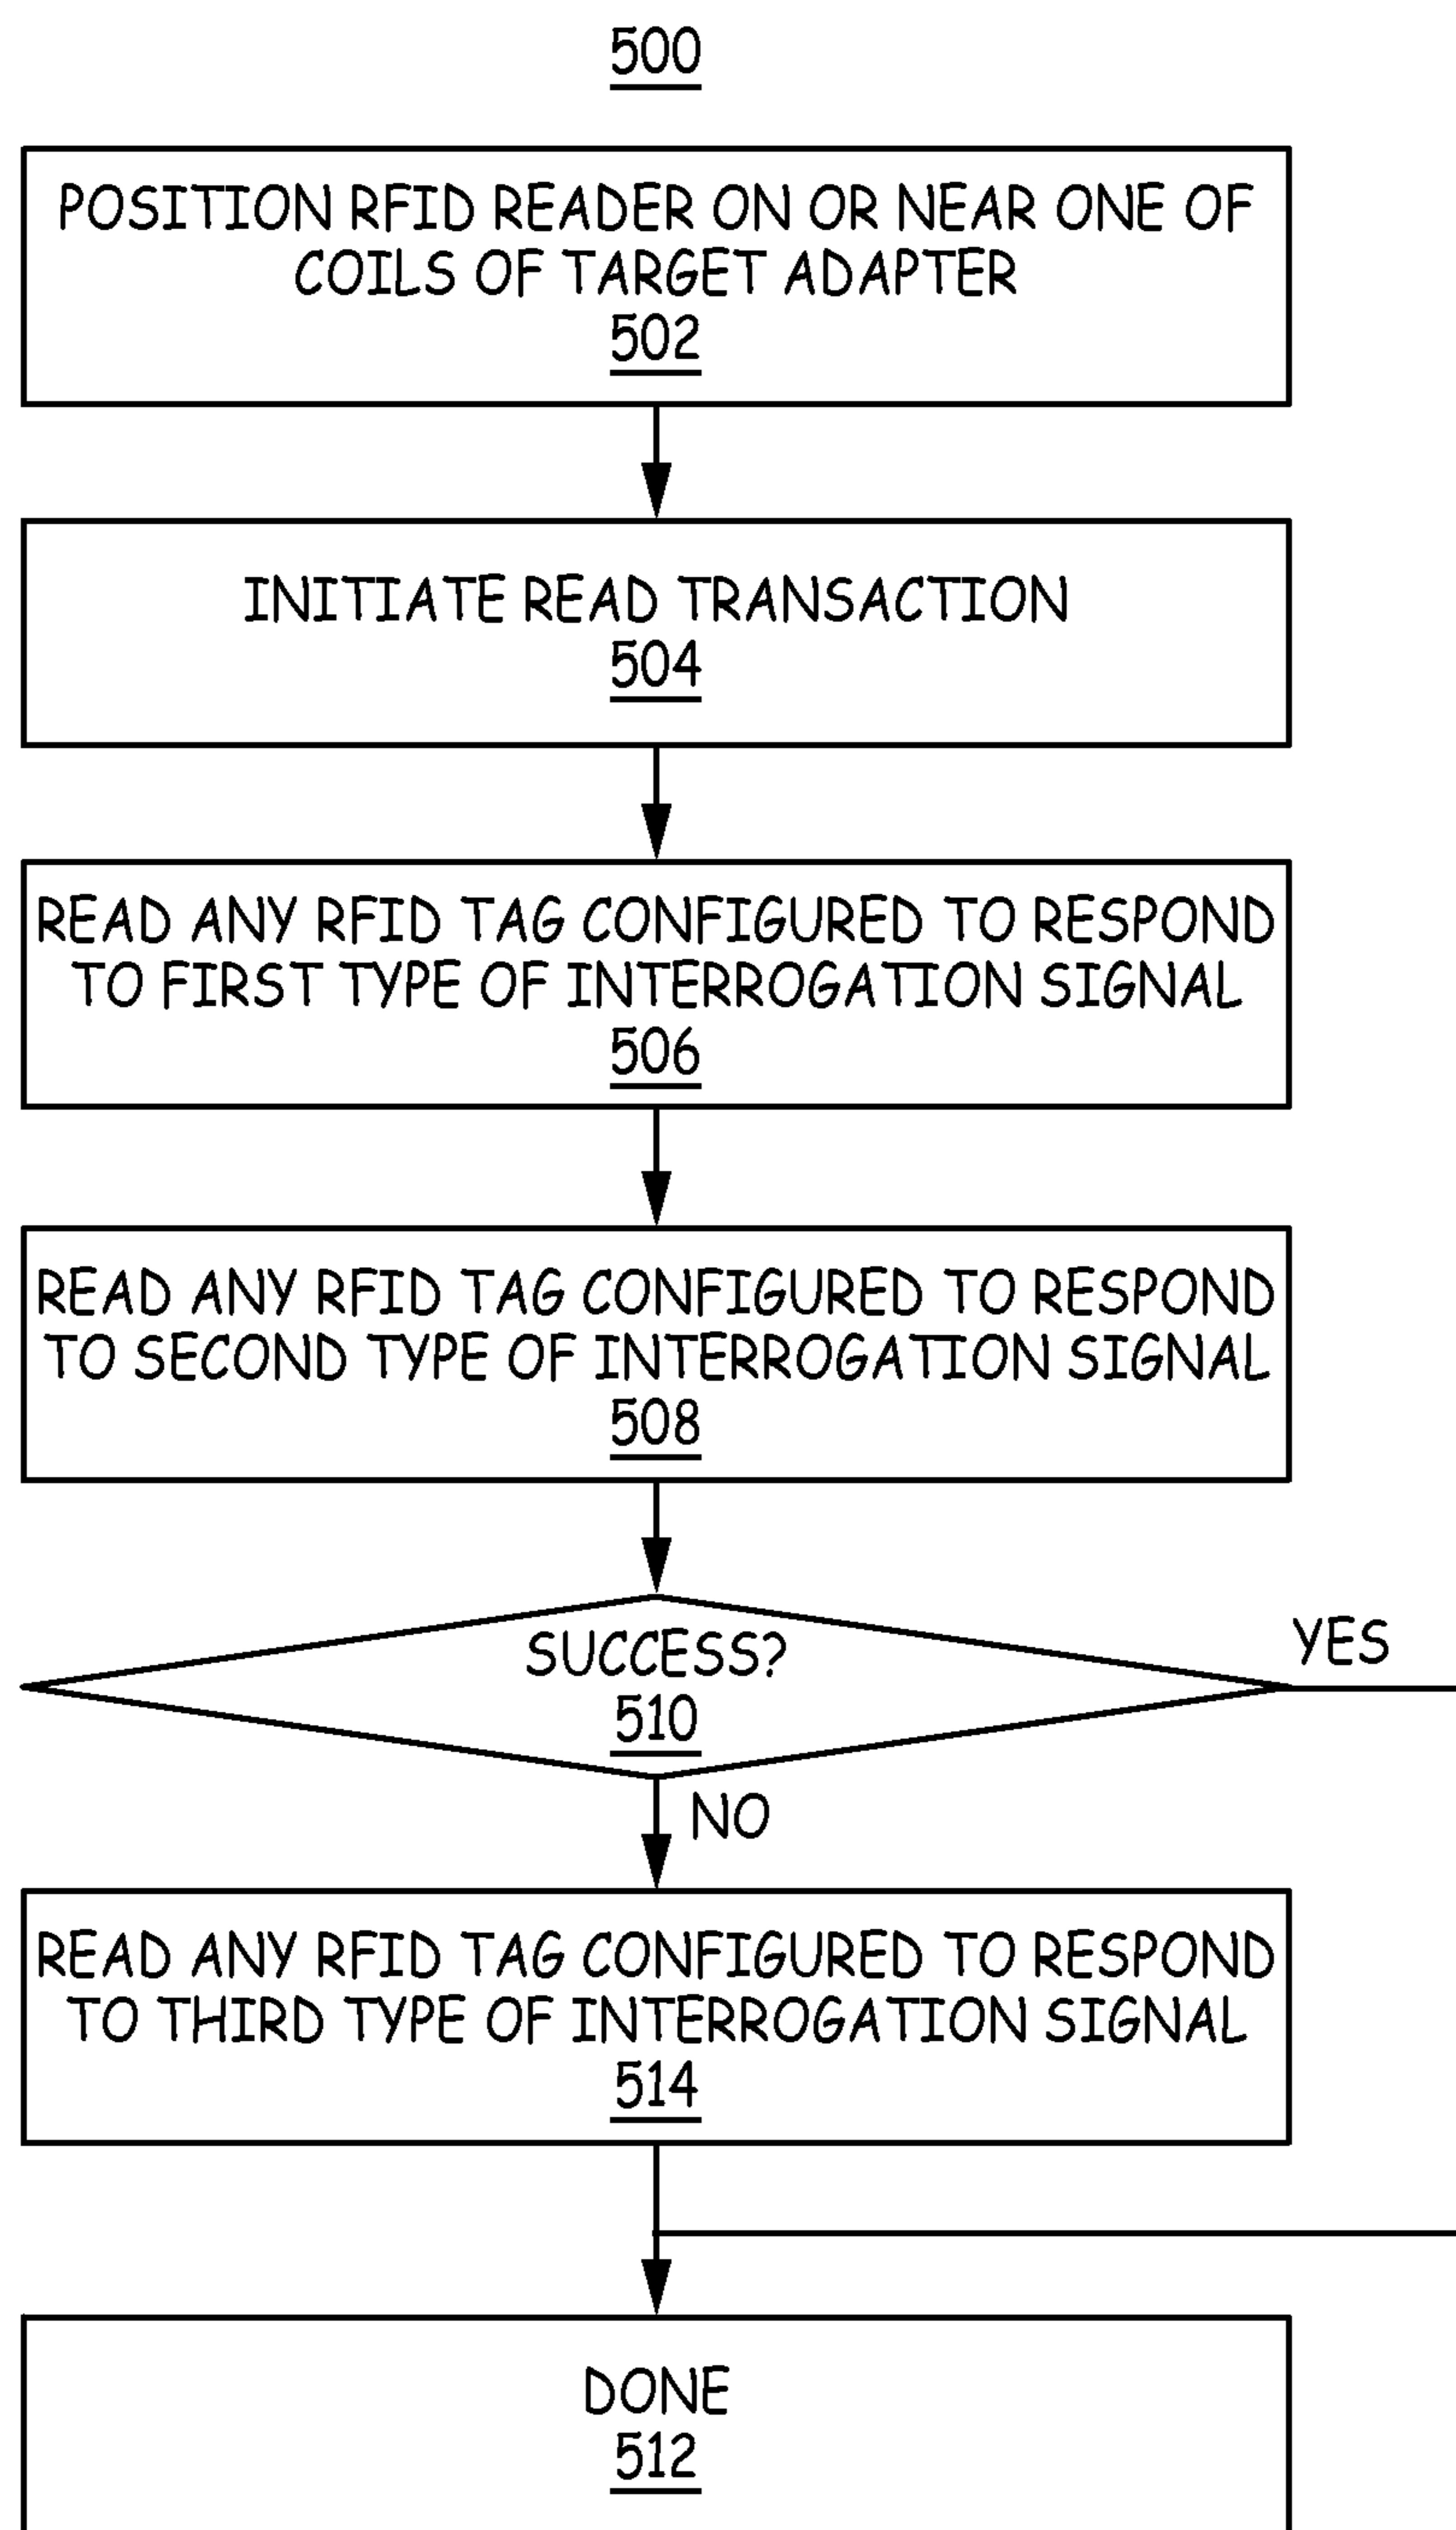 500
POSITION RFID READER ON OR NEAR ONE OF
COILS OF TARGET ADAPTER
502
INITIATE READ TRANSACTION
504
READ ANY RFID TAG CONFIGURED TO RESPOND
TO FIRST TYPE OF INTERROGATION SIGNAL
506
READ ANY RFID TAG CONFIGURED TO RESPOND
TO SECOND TYPE OF INTERROGATION SIGNAL
508
SUCCESS?
510
YES
NO
READ ANY RFID TAG CONFIGURED TO RESPOND
TO THIRD TYPE OF INTERROGATION SIGNAL
514
DONE
512